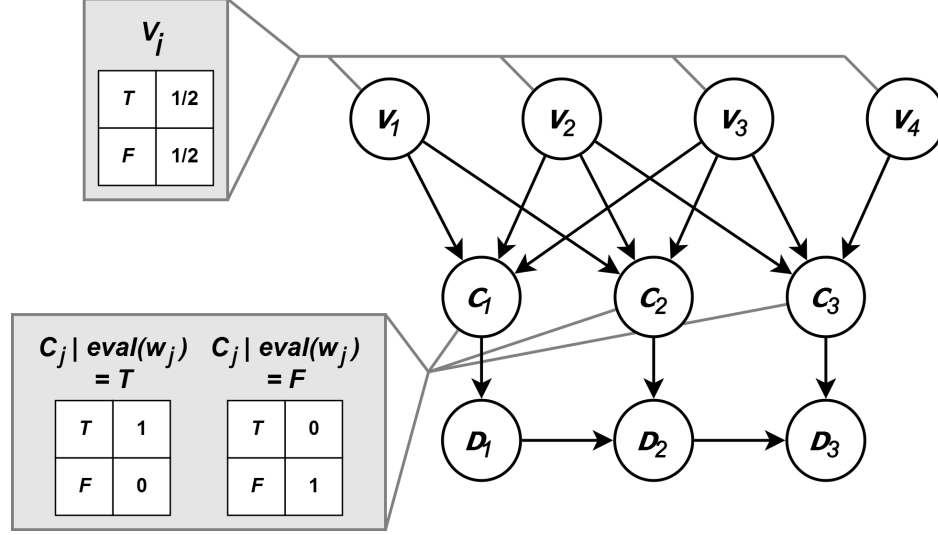 V_i
T 1/2
F 1/2
V_1 V_2 V_3 V_4
C_1 C_2 C_3
C_j | eval(w_j) C_j | eval(w_j)
= T = F
T 1 T 0
F 0 F 1
D_1 D_2 D_3